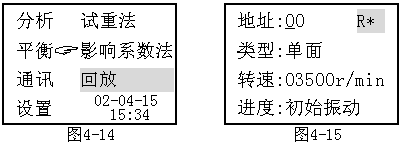 分析 试重法
平衡☞影响系数法
通讯 回放
设置 02-04-15
15:34
图4-14
地址:00 R*
类型:单面
转速:03500r/min
进度:初始振动
图4-15